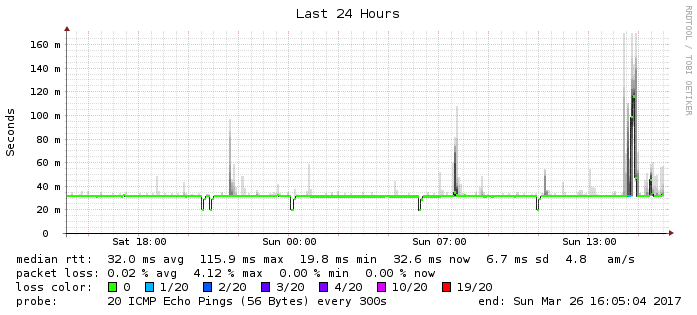 Last 24 Hours
RRDTOOL / TOBI OETIKER
Seconds
160 m
140 m
120 m
100 m
80 m
60 m
40 m
20 m
0
Sat 18:00 Sun 00:00 Sun 07:00 Sun 13:00
median rtt: 32.0 ms avg 115.9 ms max 19.8 ms min 32.6 ms now 6.7 ms sd 4.8 am/s
packet loss: 0.02 % avg 4.12 % max 0.00 % min 0.00 % now
loss color: 0 1/20 2/20 3/20 4/20 10/20 19/20
probe: 20 ICMP Echo Pings (56 Bytes) every 300s end: Sun Mar 26 16:05:04 2017